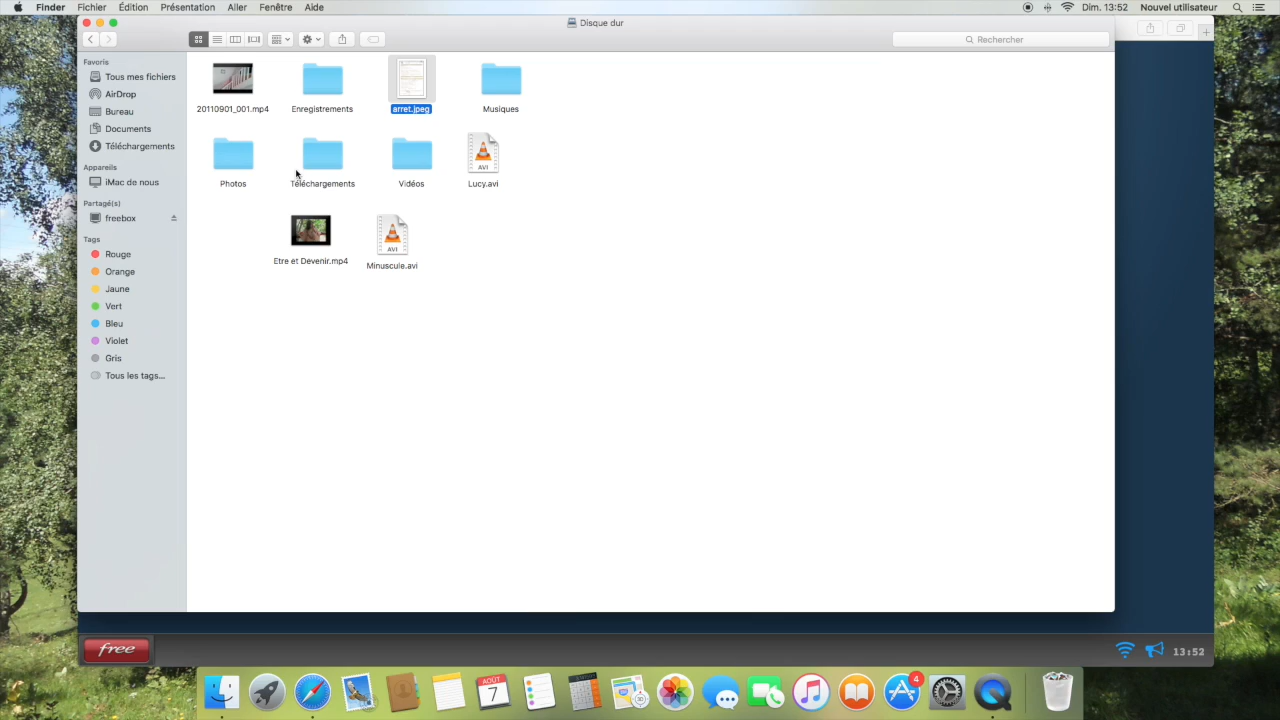 Finder Fichier Édition Présentation Aller Fenêtre Aide Dim. 13:52 Nouvel utilisateur
Disque dur
Rechercher
Favoris
Tous mes fichiers
AirDrop
Bureau
Documents
Téléchargements
Appareils
iMac de nous
Partagé(s)
freebox
Tags
Rouge
Orange
Jaune
Vert
Bleu
Violet
Gris
Tous les tags...
20110901_001.mp4 Enregistrements arret.jpeg Musiques
AVI
Photos Téléchargements Vidéos Lucy.avi
AVI
Etre et Devenir.mp4 Minuscule.avi
free 13:52
AOÛT
7
3D
4